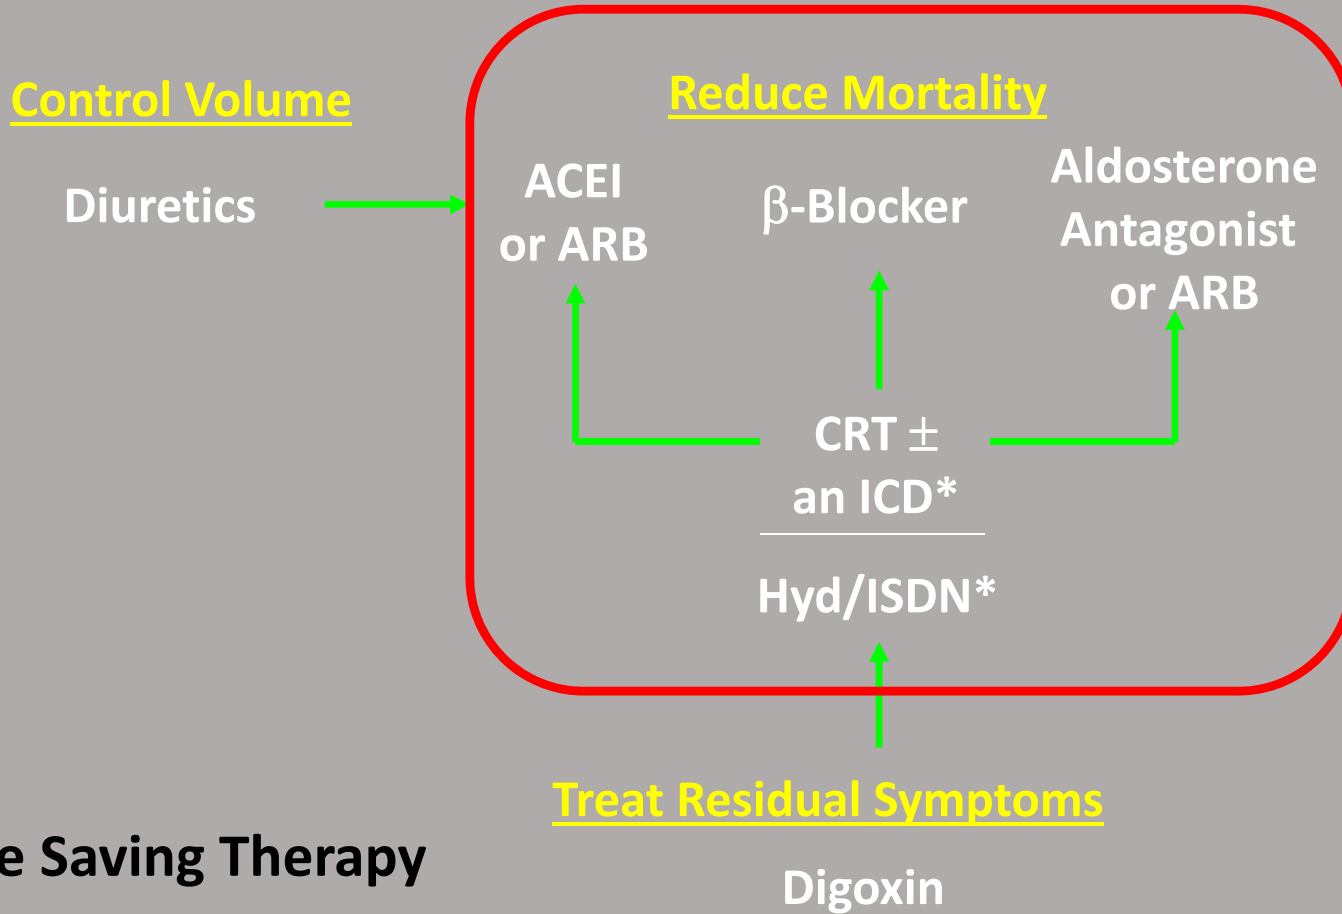 Control Volume
Diuretics
Reduce Mortality
ACEI
or ARB
β-Blocker
Aldosterone
Antagonist
or ARB
CRT ±
an ICD*
Hyd/ISDN*
Treat Residual Symptoms
Digoxin
e Saving Therapy